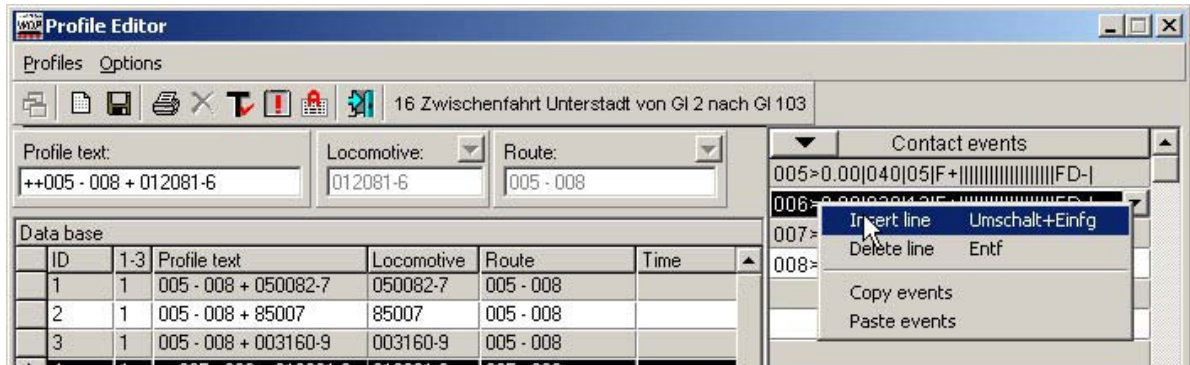 WDP Profile Editor
Profiles Options
16 Zwischenfahrt Unterstadt von Gl 2 nach Gl 103
Profile text:
Locomotive:
Route:
++005 - 008 + 012081-6
012081-6
005 - 008
Data base
ID 1-3 Profile text Locomotive Route Time
1 1 005 - 008 + 050082-7 050082-7 005 - 008
2 1 005 - 008 + 85007 85007 005 - 008
3 1 005 - 008 + 003160-9 003160-9 005 - 008
Contact events
005>0.00|040|05|F+||||||||||||||||||||FD-|
006>
007>
008>
Insert line Umschalt+Einfg
Delete line Entf
Copy events
Paste events